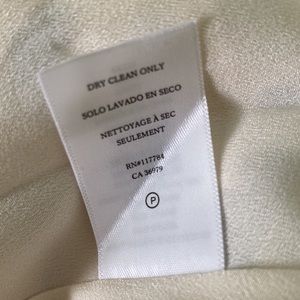 DRY CLEAN ONLY
SOLO LAVADO EN SECO
NETTOYAGE À SEC
SEULEMENT
RN#117784
CA 36979
P